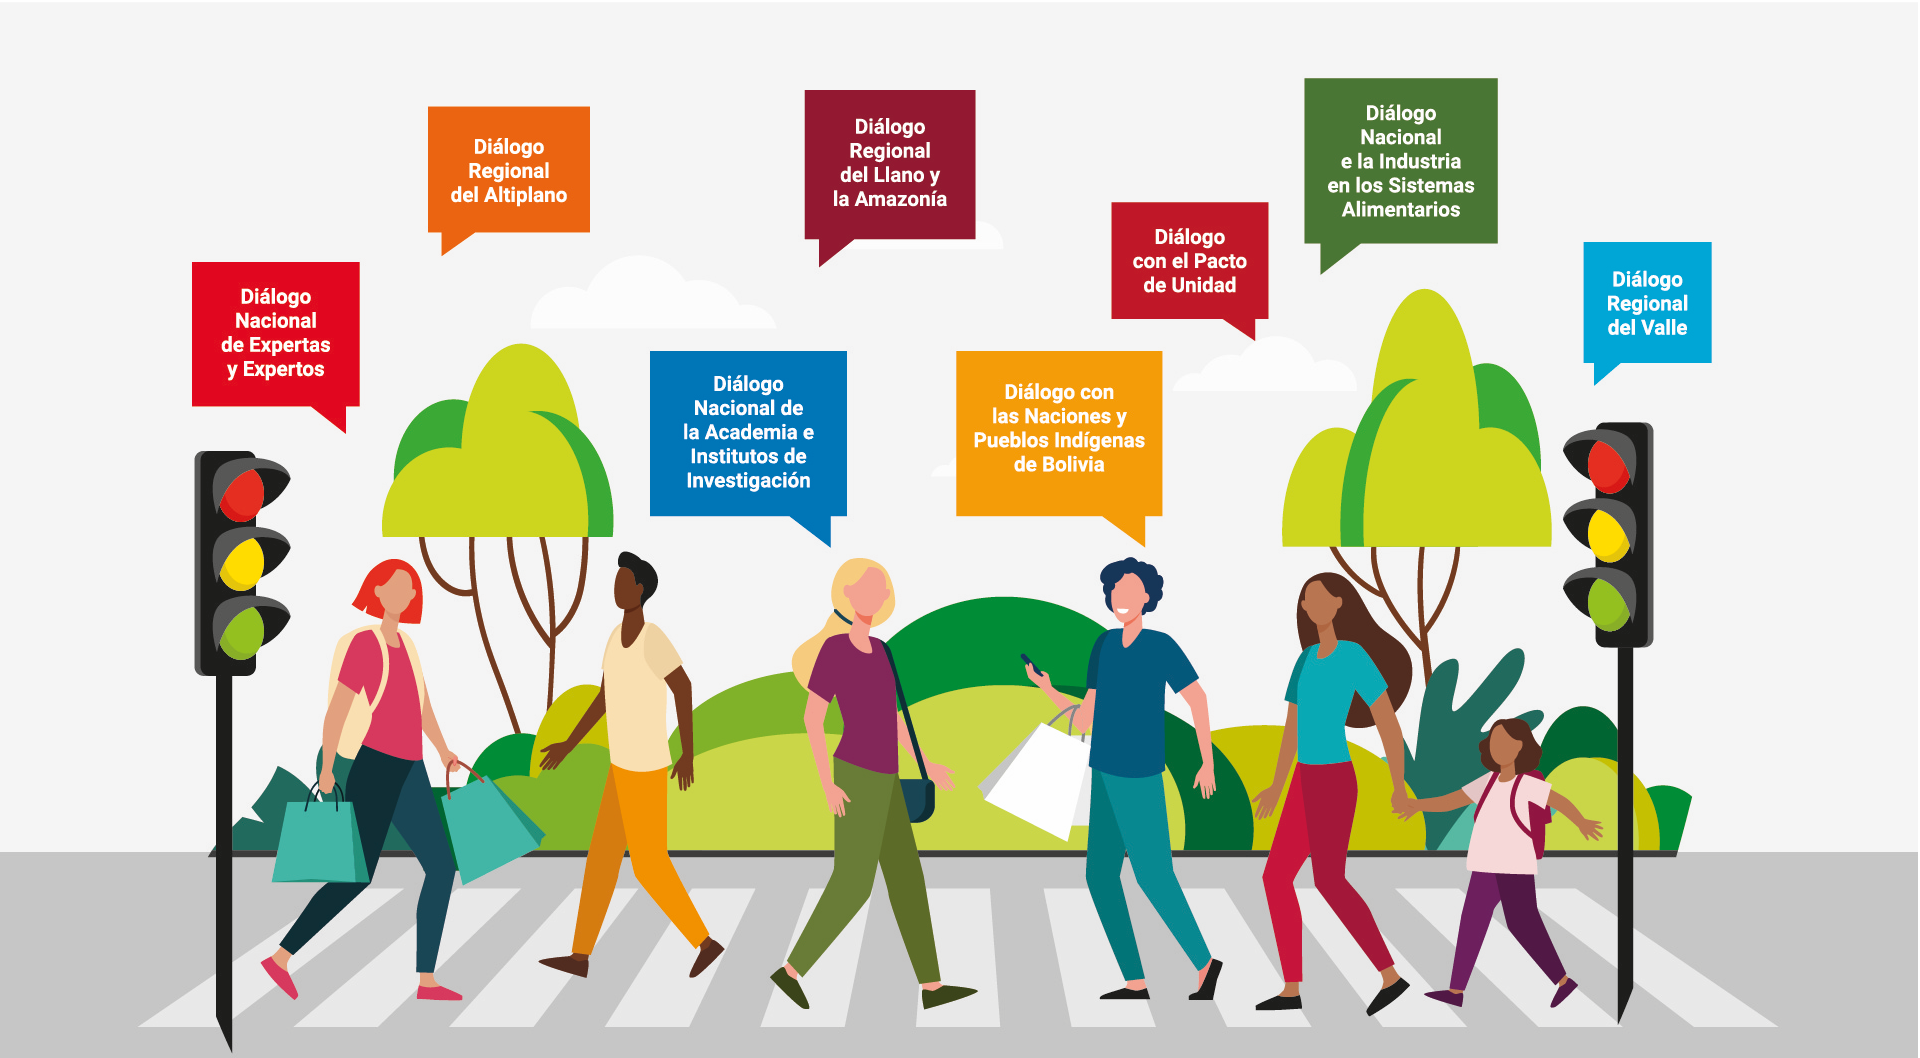 Diálogo
Nacional
de Expertas
y Expertos
Diálogo
Regional
del Altiplano
Diálogo
Nacional de
la Academia e
Institutos de
Investigación
Diálogo
Regional
del Llano y
la Amazonía
Diálogo con
las Naciones y
Pueblos Indígenas
de Bolivia
Diálogo
con el Pacto
de Unidad
Diálogo
Nacional
e la Industria
en los Sistemas
Alimentarios
Diálogo
Regional
del Valle